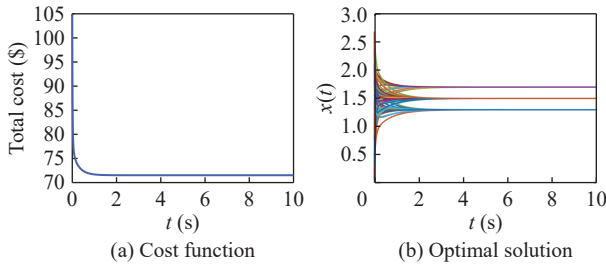 105
100
95
90
85
80
75
70
Total cost ($)
0 2 4 6 8 10
t (s)
(a) Cost function
3.0
2.5
2.0
1.5
1.0
0.5
x(t)
0 2 4 6 8 10
t (s)
(b) Optimal solution